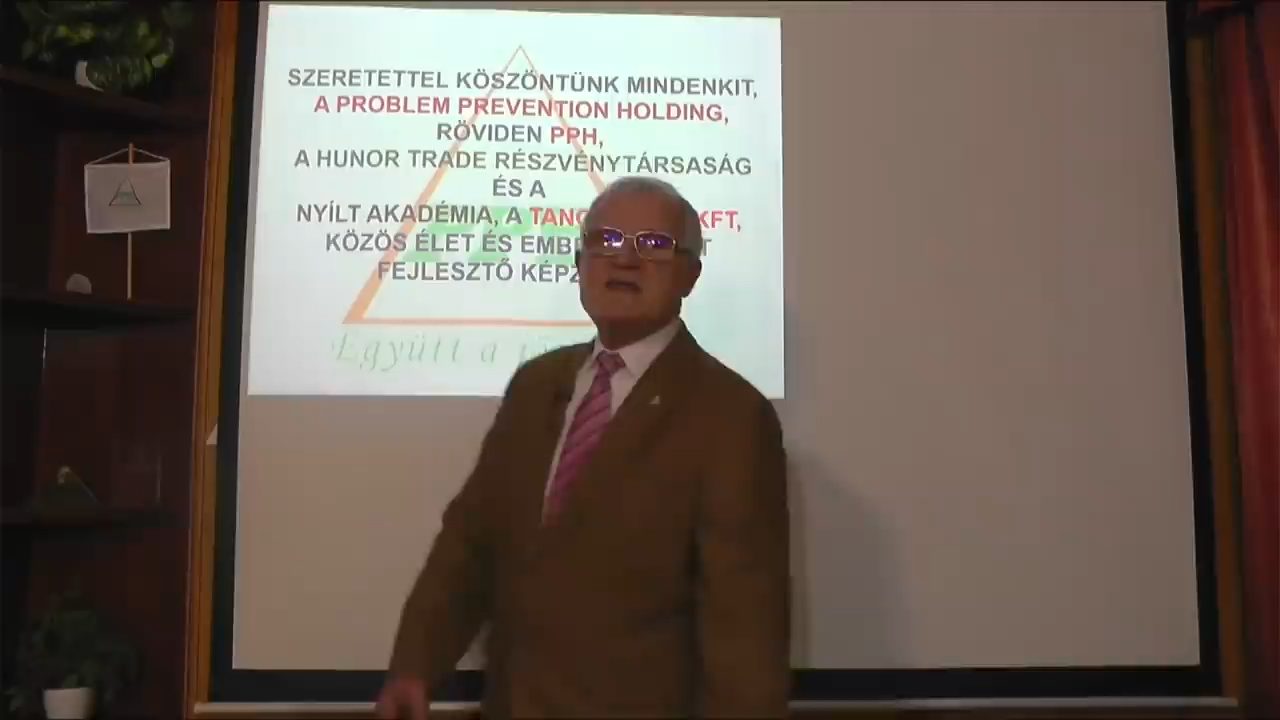 SZERETETTEL KÖSZÖNTÜNK MINDENKIT,
A PROBLEM PREVENTION HOLDING,
RÖVIDEN PPH,
A HUNOR TRADE RÉSZVÉNYTÁRSASÁG
ÉS A
NYÍLT AKADÉMIA, A KFT,
KÖZÖS ÉLET ÉS
FEJLESZTŐ
Együtt a